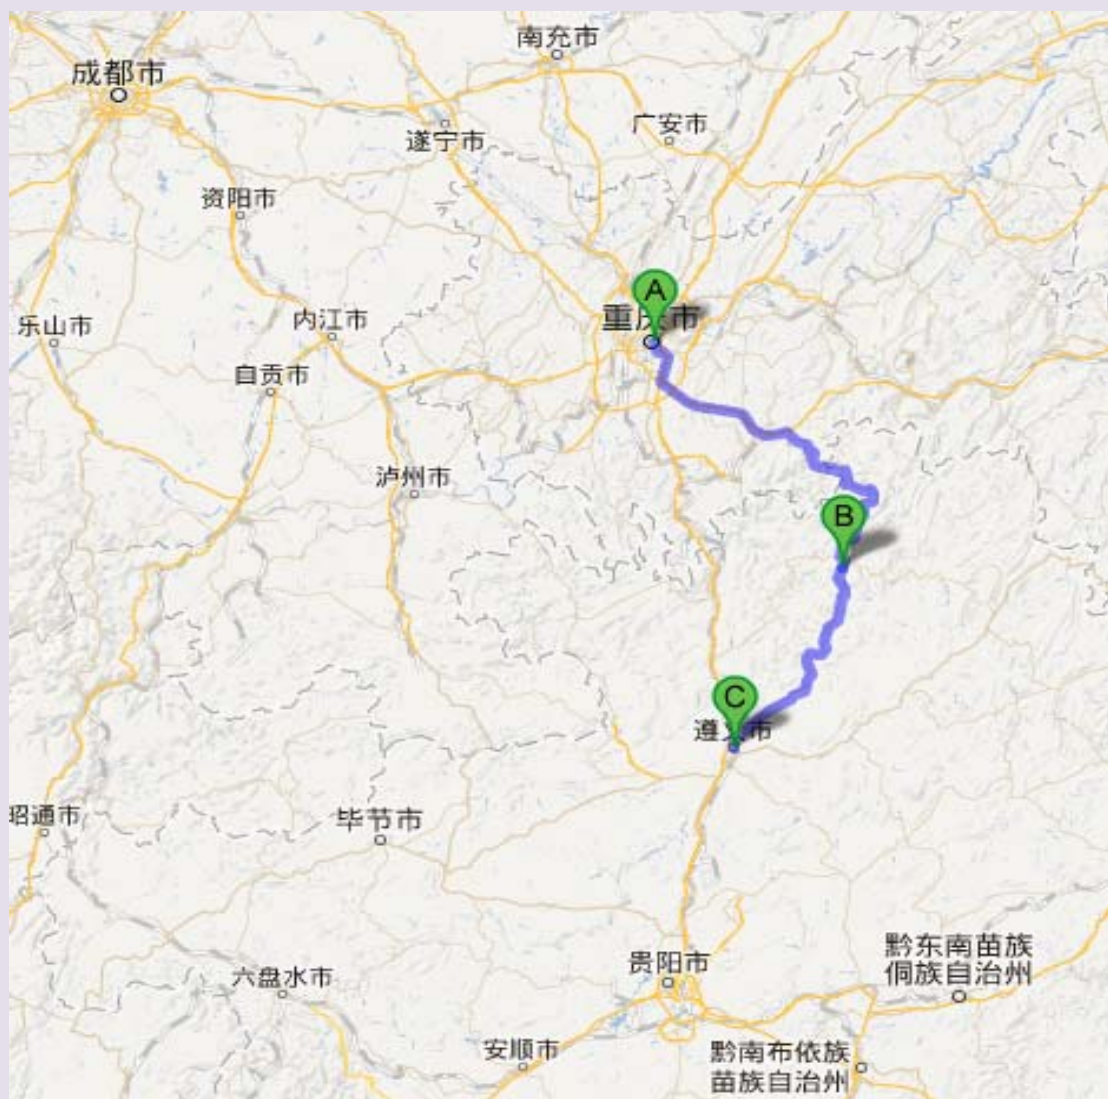 南充市
成都市
广安市
遂宁市
资阳市
A
重庆市
内江市
乐山市
自贡市
泸州市
B
C
遵义市
昭通市
毕节市
贵阳市
黔东南苗族
侗族自治州
六盘水市
安顺市
黔南布依族
苗族自治州